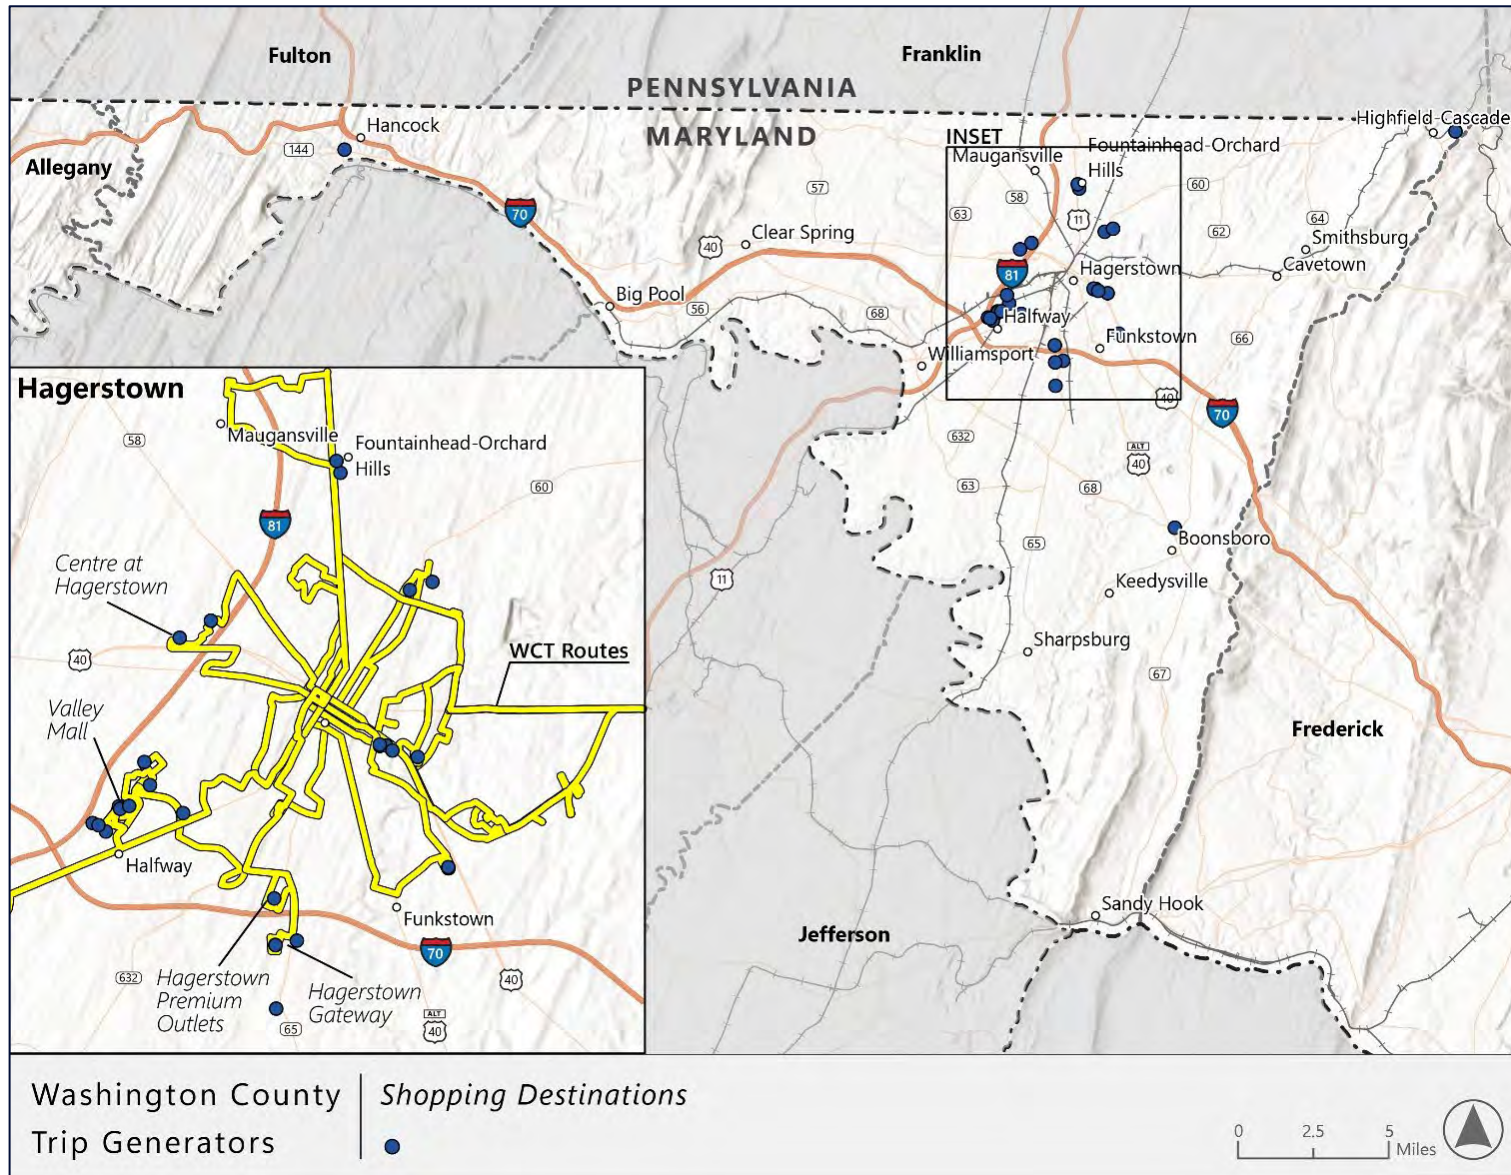 Fulton
Franklin
PENNSYLVANIA
MARYLAND
Hancock
144
Allegany
70
57
40
Clear Spring
Big Pool
56
68
INSET
Maugansville
Fountainhead-Orchard
Hills
63
58
11
60
62
64
Highfield-Cascade
Smithsburg
Cavetown
81
Hagerstown
Halfway
Williamsport
Funkstown
66
40
70
632
ALT
40
63
68
65
Boonsboro
Keedysville
11
Sharpsburg
67
Frederick
Jefferson
Sandy Hook
Hagerstown
58
Maugansville
Fountainhead-Orchard
Hills
60
81
Centre at
Hagerstown
40
WCT Routes
Valley
Mall
Halfway
Funkstown
70
632
Hagerstown
Premium
Outlets
Hagerstown
Gateway
65
40
ALT
40
Washington County
Trip Generators
Shopping Destinations
0
2.5
5
Miles